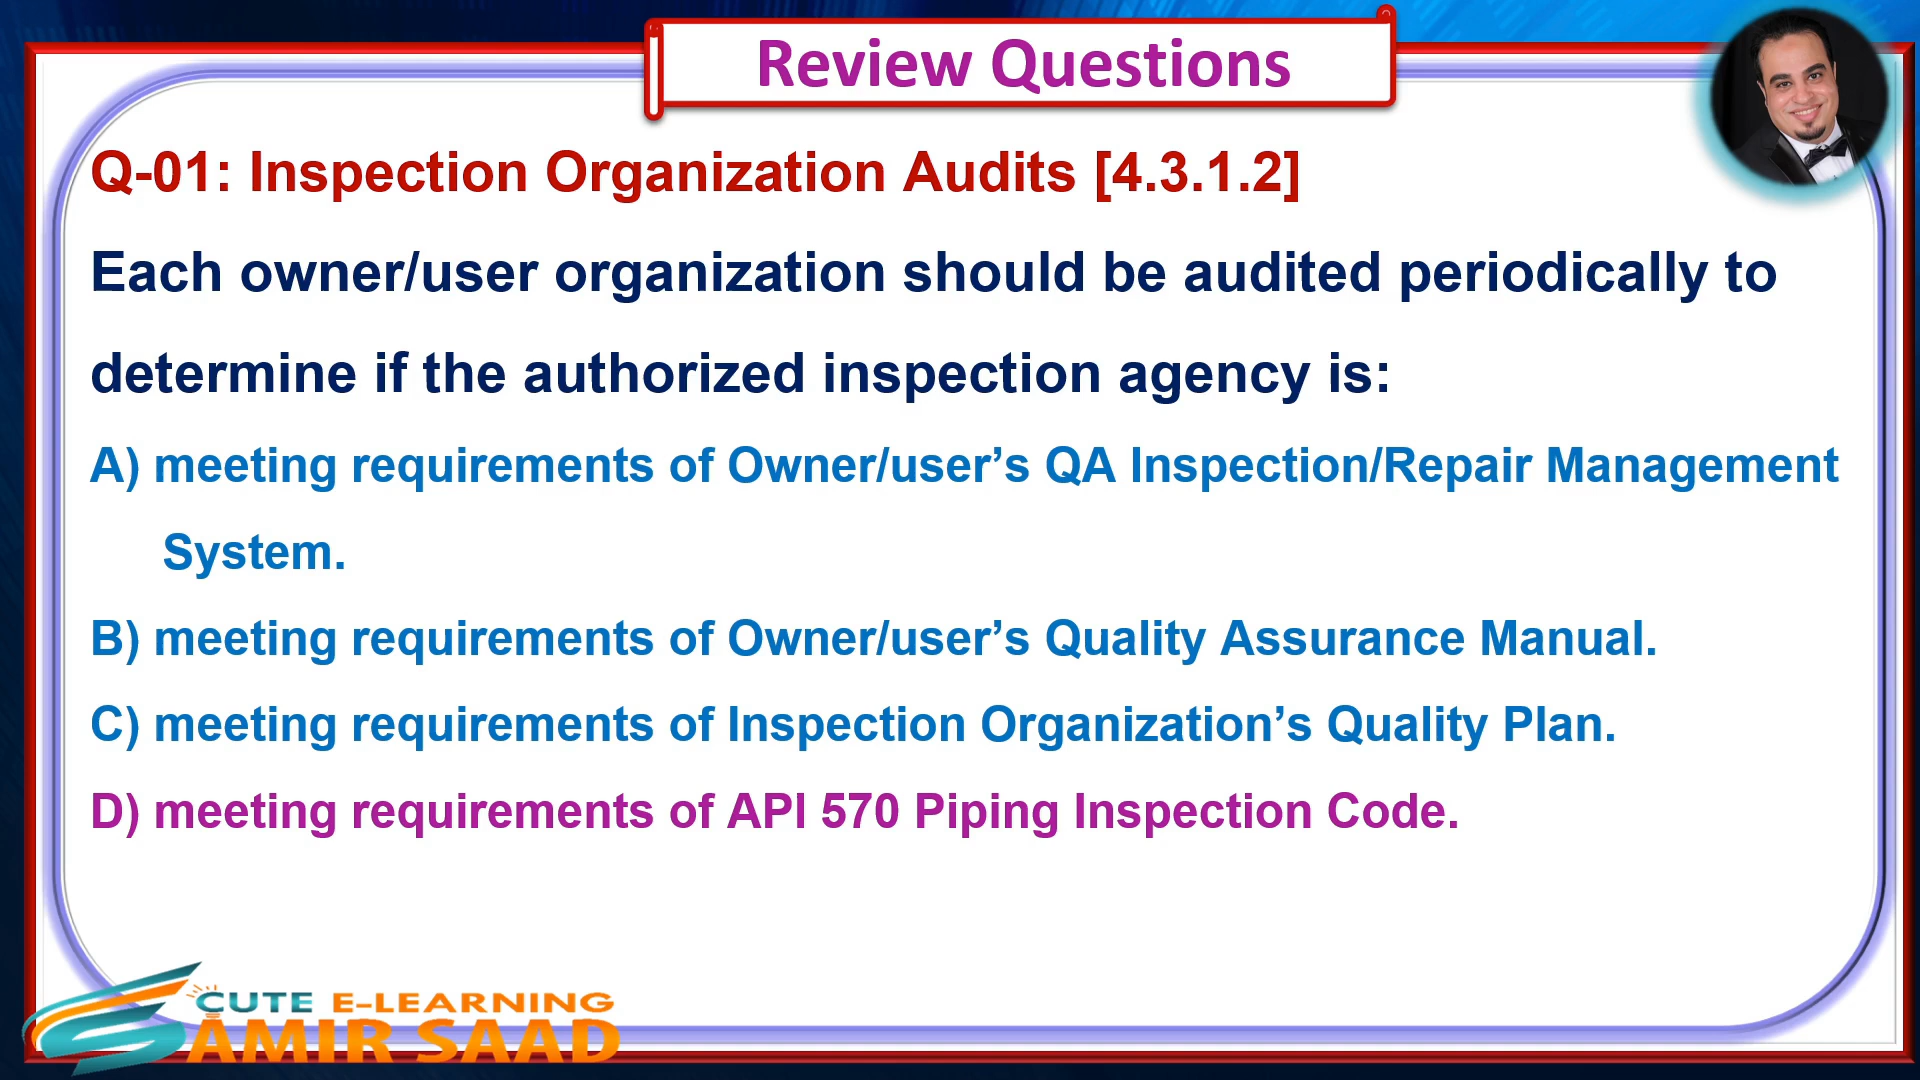 Review Questions
Q-01: Inspection Organization Audits [4.3.1.2]
Each owner/user organization should be audited periodically to
determine if the authorized inspection agency is:
A) meeting requirements of Owner/user’s QA Inspection/Repair Management
System.
B) meeting requirements of Owner/user’s Quality Assurance Manual.
C) meeting requirements of Inspection Organization’s Quality Plan.
D) meeting requirements of API 570 Piping Inspection Code.
CUTE E-LEARNING
AMIR SAAD